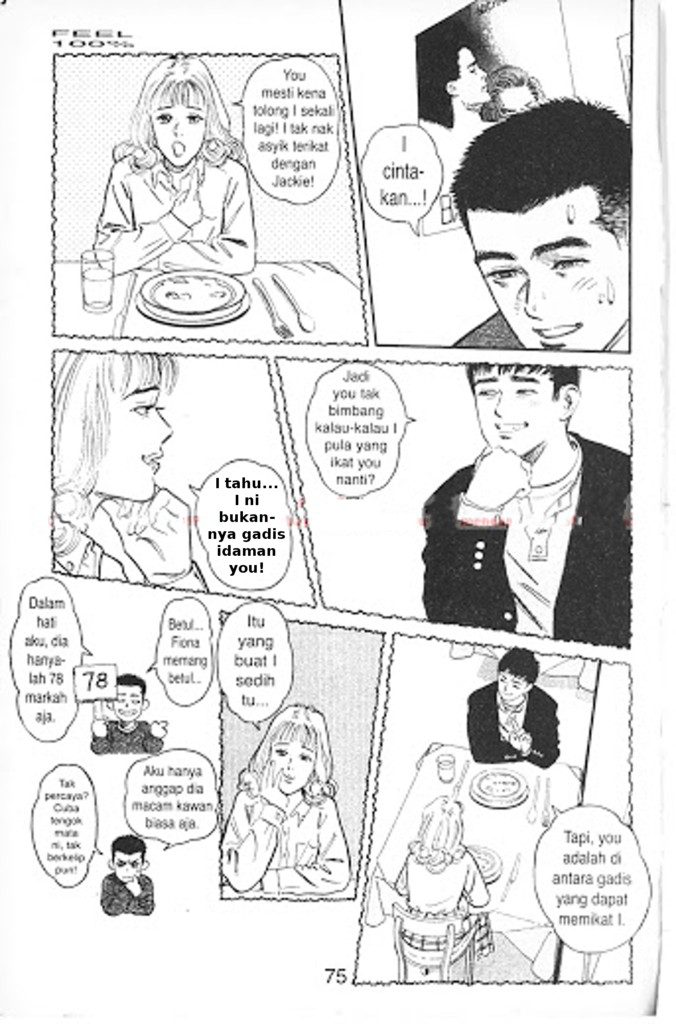 FEEL
100%
You
mesti kena
tolong I sekali
lagi! I tak nak
asyik terikat
dengan
Jackie!
I
cinta-
kan...!
I tahu...
I ni
bukan-
nya gadis
idaman
you!
Jadi
you tak
bimbang
kalau-kalau I
pula yang
ikat you
nanti?
Dalam
hati
aku, dia
hanya-
lah 78
markah
aja.
78
Betul...
Fiona
memang
betul...
Tak
percaya?
Cuba
tengok
mata
ni, tak
berkelip
pun!
Aku hanya
anggap dia
macam kawan
biasa aja.
Itu
yang
buat I
sedih
tu...
Tapi, you
adalah di
antara gadis
yang dapat
memikat I.
75